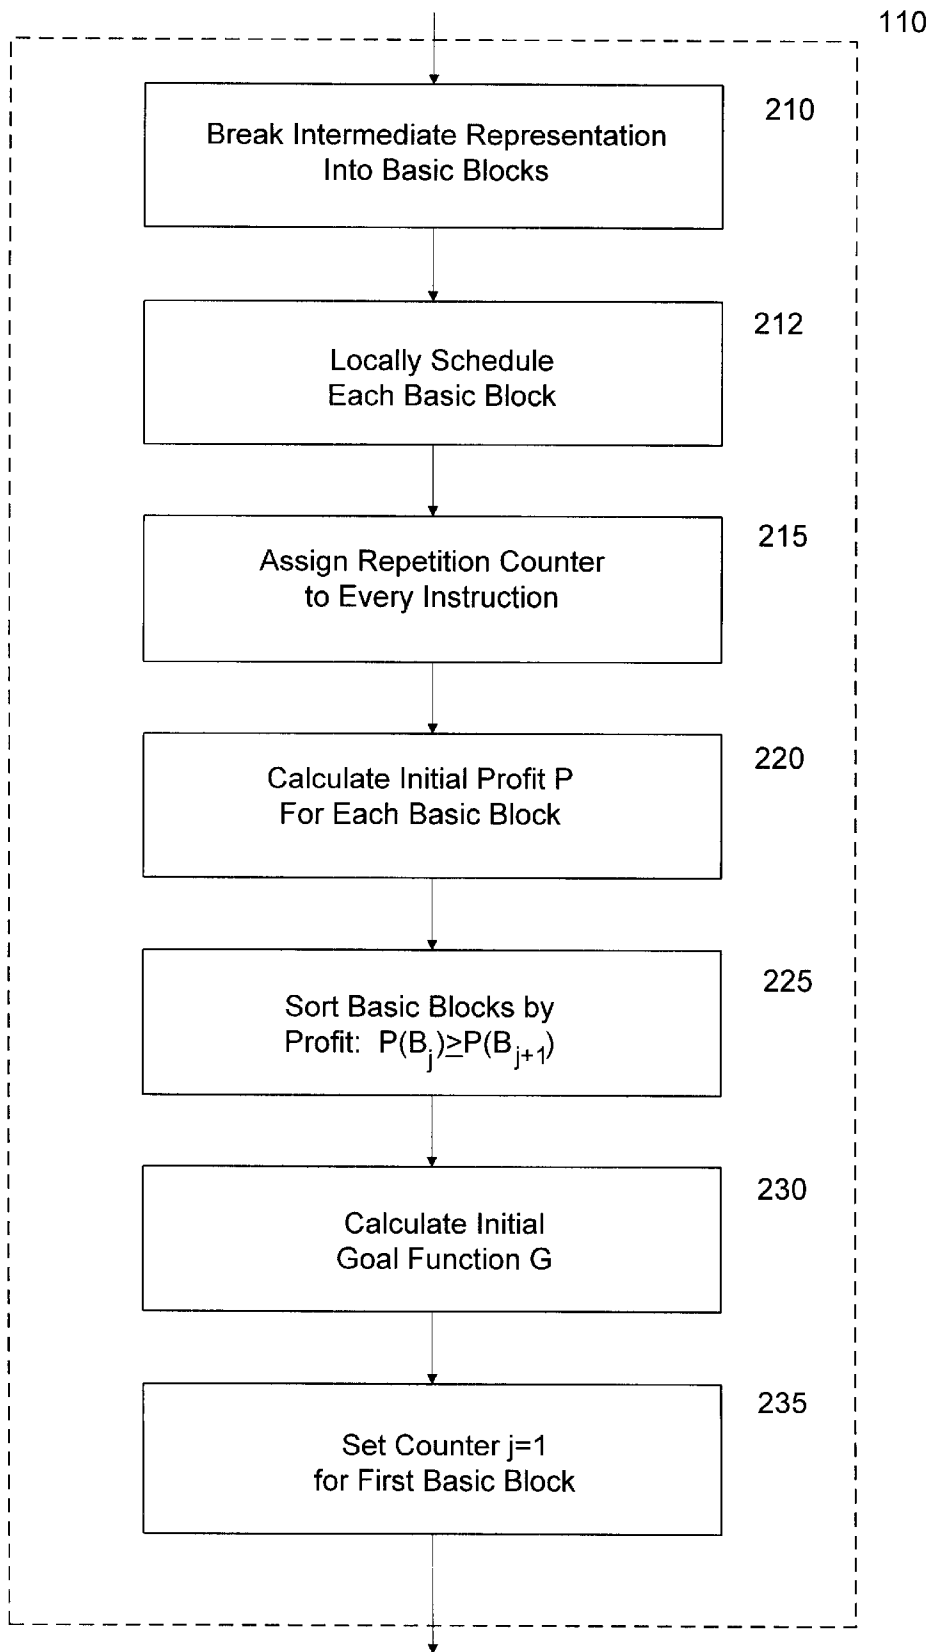 110
210
Break Intermediate Representation
Into Basic Blocks
212
Locally Schedule
Each Basic Block
215
Assign Repetition Counter
to Every Instruction
220
Calculate Initial Profit P
For Each Basic Block
225
Sort Basic Blocks by
Profit: P(B_j)≥P(B_{j+1})
230
Calculate Initial
Goal Function G
235
Set Counter j=1
for First Basic Block